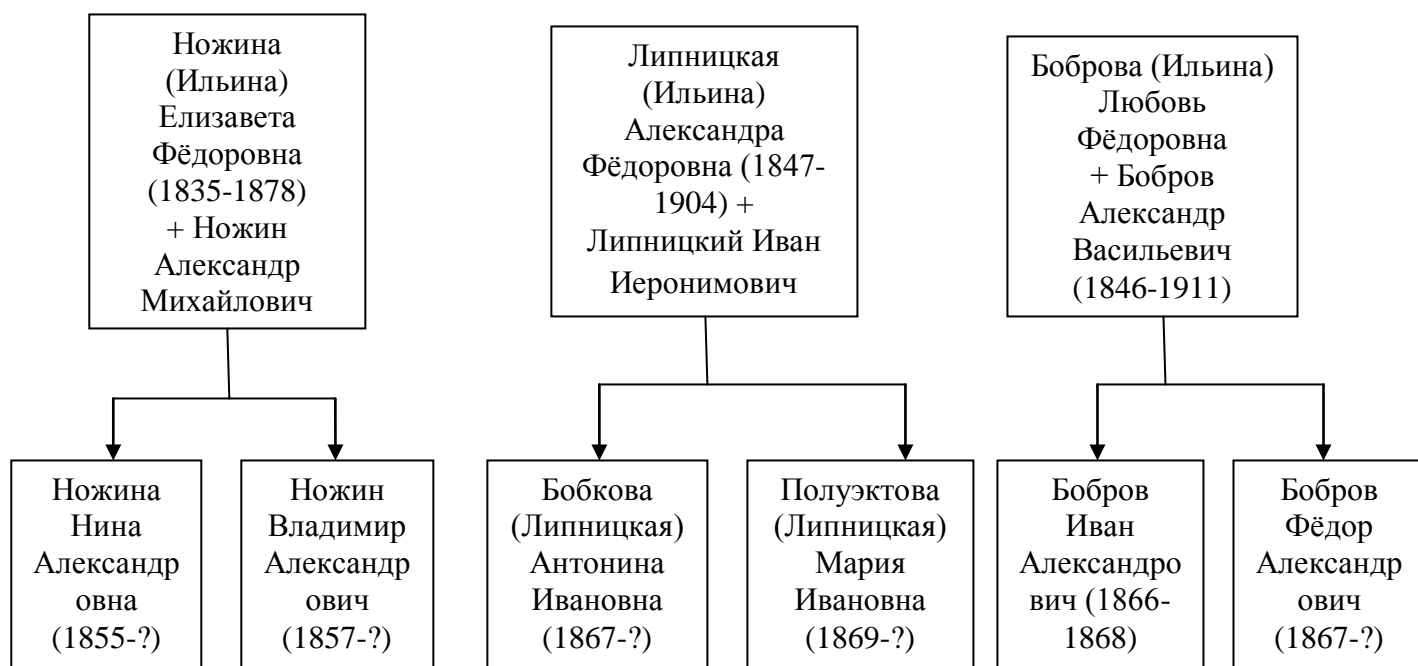 Ножина
(Ильина)
Елизавета
Фёдоровна
(1835-1878)
+ Ножин
Александр
Михайлович
Липницкая
(Ильина)
Александра
Фёдоровна (1847-
1904) +
Липницкий Иван
Иеронимович
Боброва (Ильина)
Любовь
Фёдоровна
+ Бобров
Александр
Васильевич
(1846-1911)
Ножина
Нина
Александр
овна
(1855-?)
Ножин
Владимир
Александр
ович
(1857-?)
Бобкова
(Липницкая)
Антонина
Ивановна
(1867-?)
Полуэктова
(Липницкая)
Мария
Ивановна
(1869-?)
Бобров
Иван
Александро
вич (1866-
1868)
Бобров
Фёдор
Александр
ович
(1867-?)